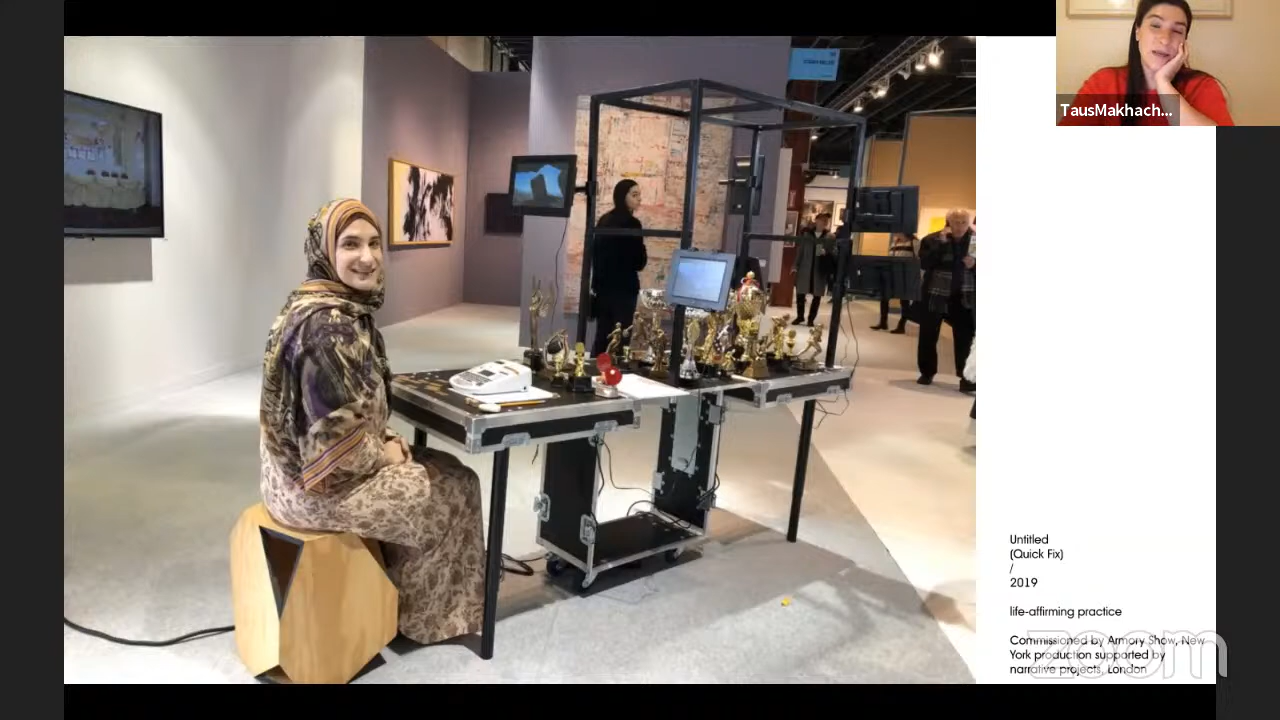 TausMakhach...
Untitled
(Quick Fix)
/
2019
life-affirming practice
Commissioned by Armory Show, New
York production supported by
narrative projects, London
zoom